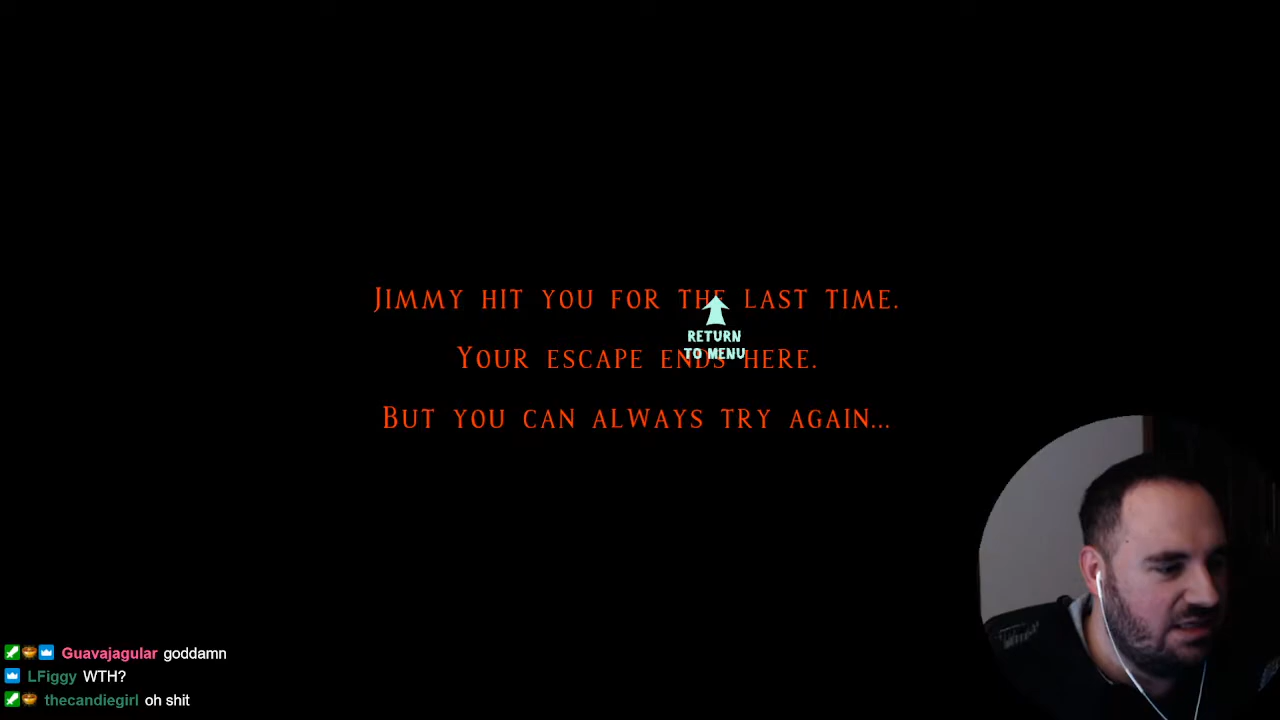 Jimmy hit you for the last time.
Return
to menu
Your escape ends here.
But you can always try again...
Guavajagular goddamn
LFiggy WTH?
thecandiegirl oh shit